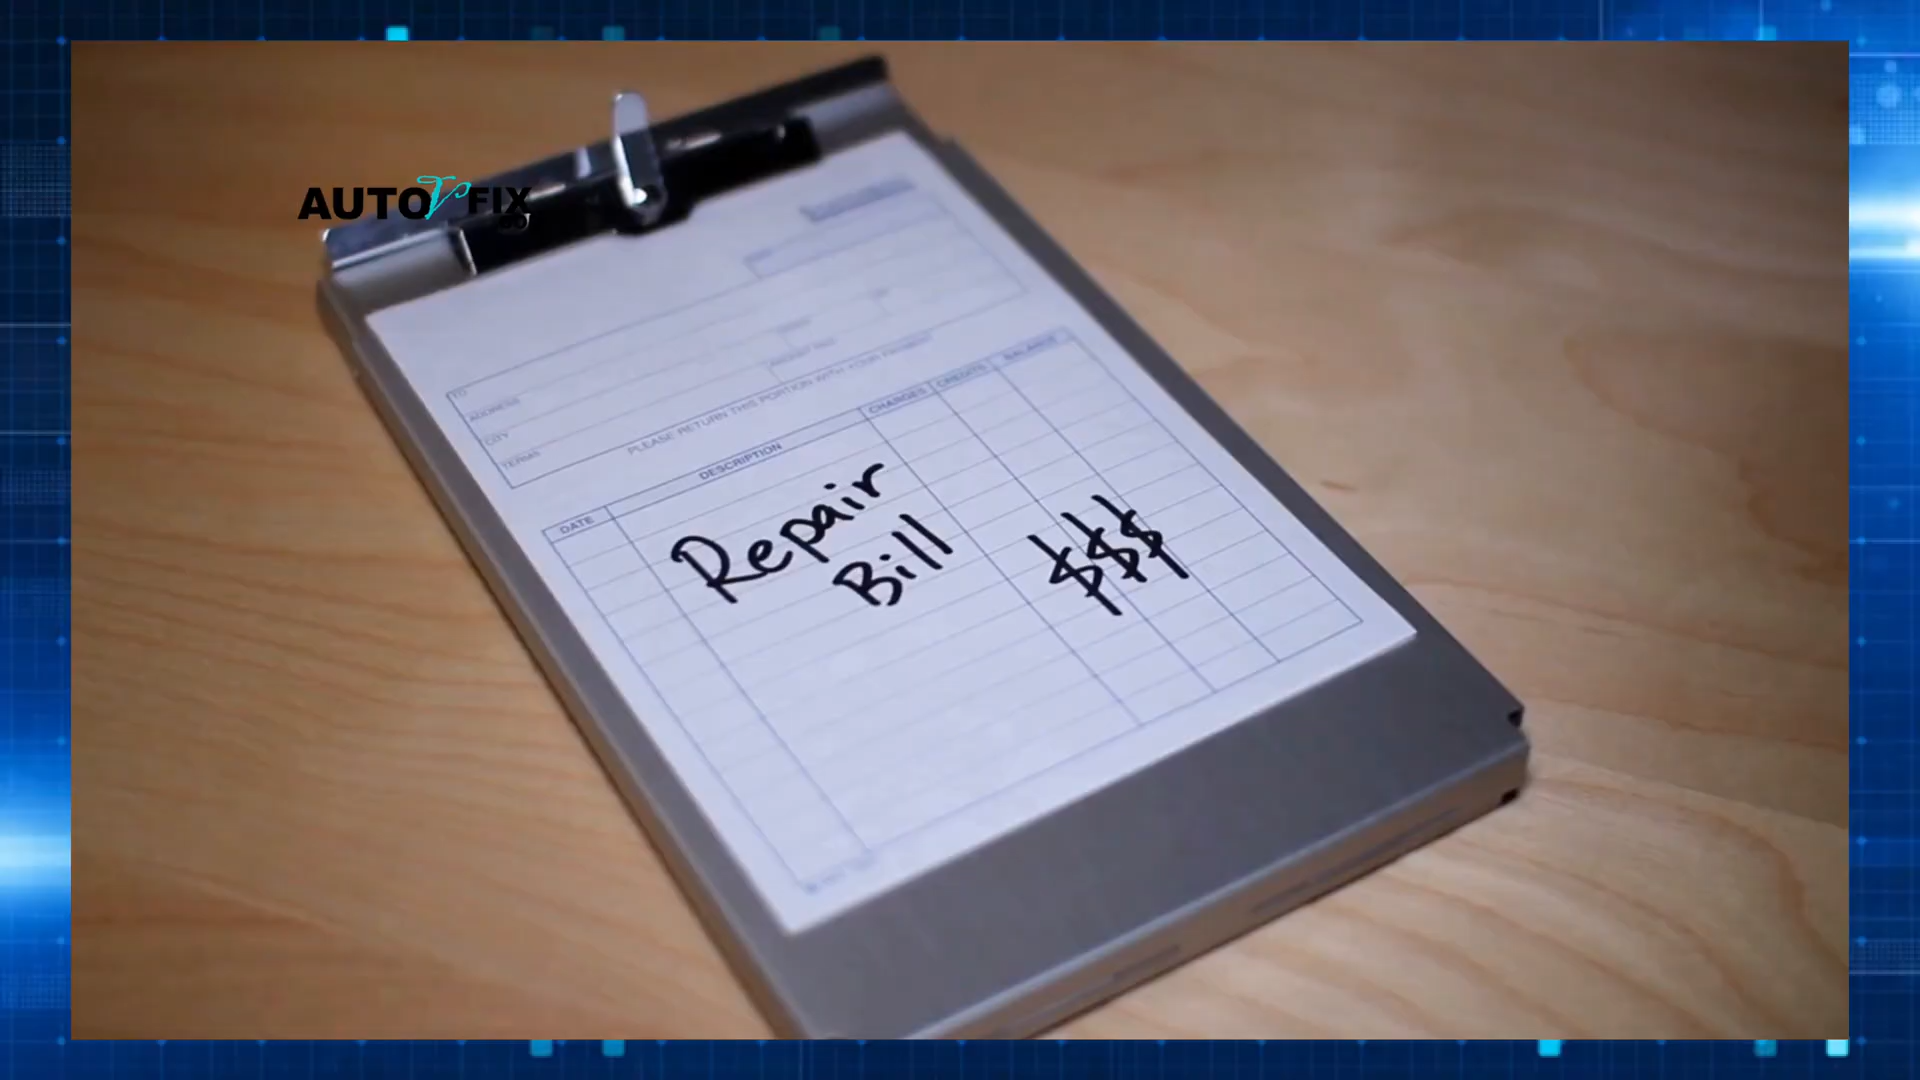 AUTO FIX
TO
ADDRESS
CITY
TERMS
PLEASE RETURN THIS PORTION WITH YOUR PAYMENT
DATE
DESCRIPTION
CHARGES
CREDITS
BALANCE
Repair
Bill
$$$